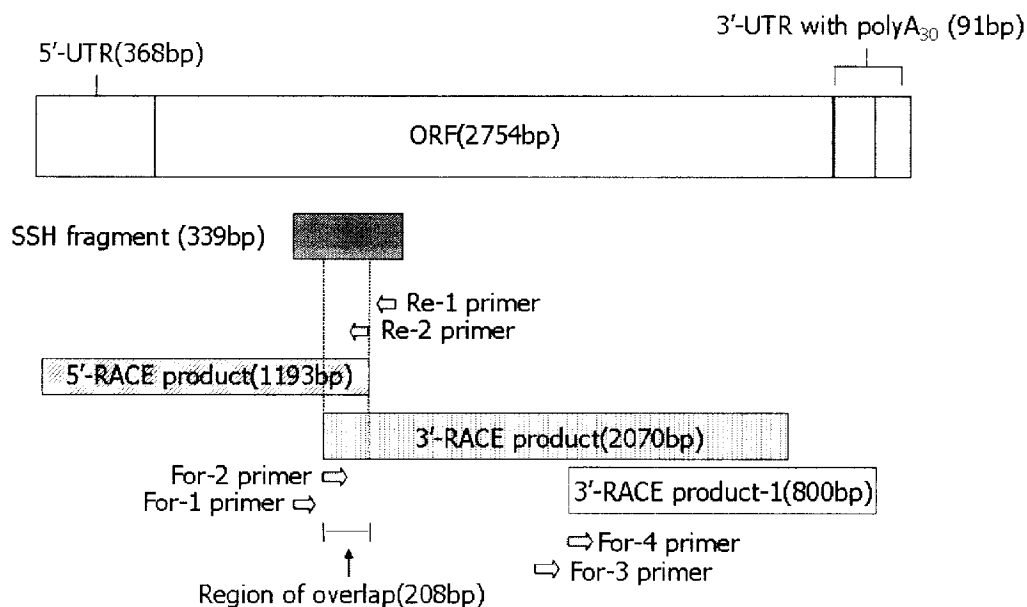 3′-UTR with polyA30 (91bp)
5′-UTR(368bp)
ORF(2754bp)
SSH fragment (339bp)
Re-1 primer
Re-2 primer
5′-RACE product(1193bp)
3′-RACE product(2070bp)
For-2 primer
3′-RACE product-1(800bp)
For-1 primer
For-4 primer
For-3 primer
Region of overlap(208bp)